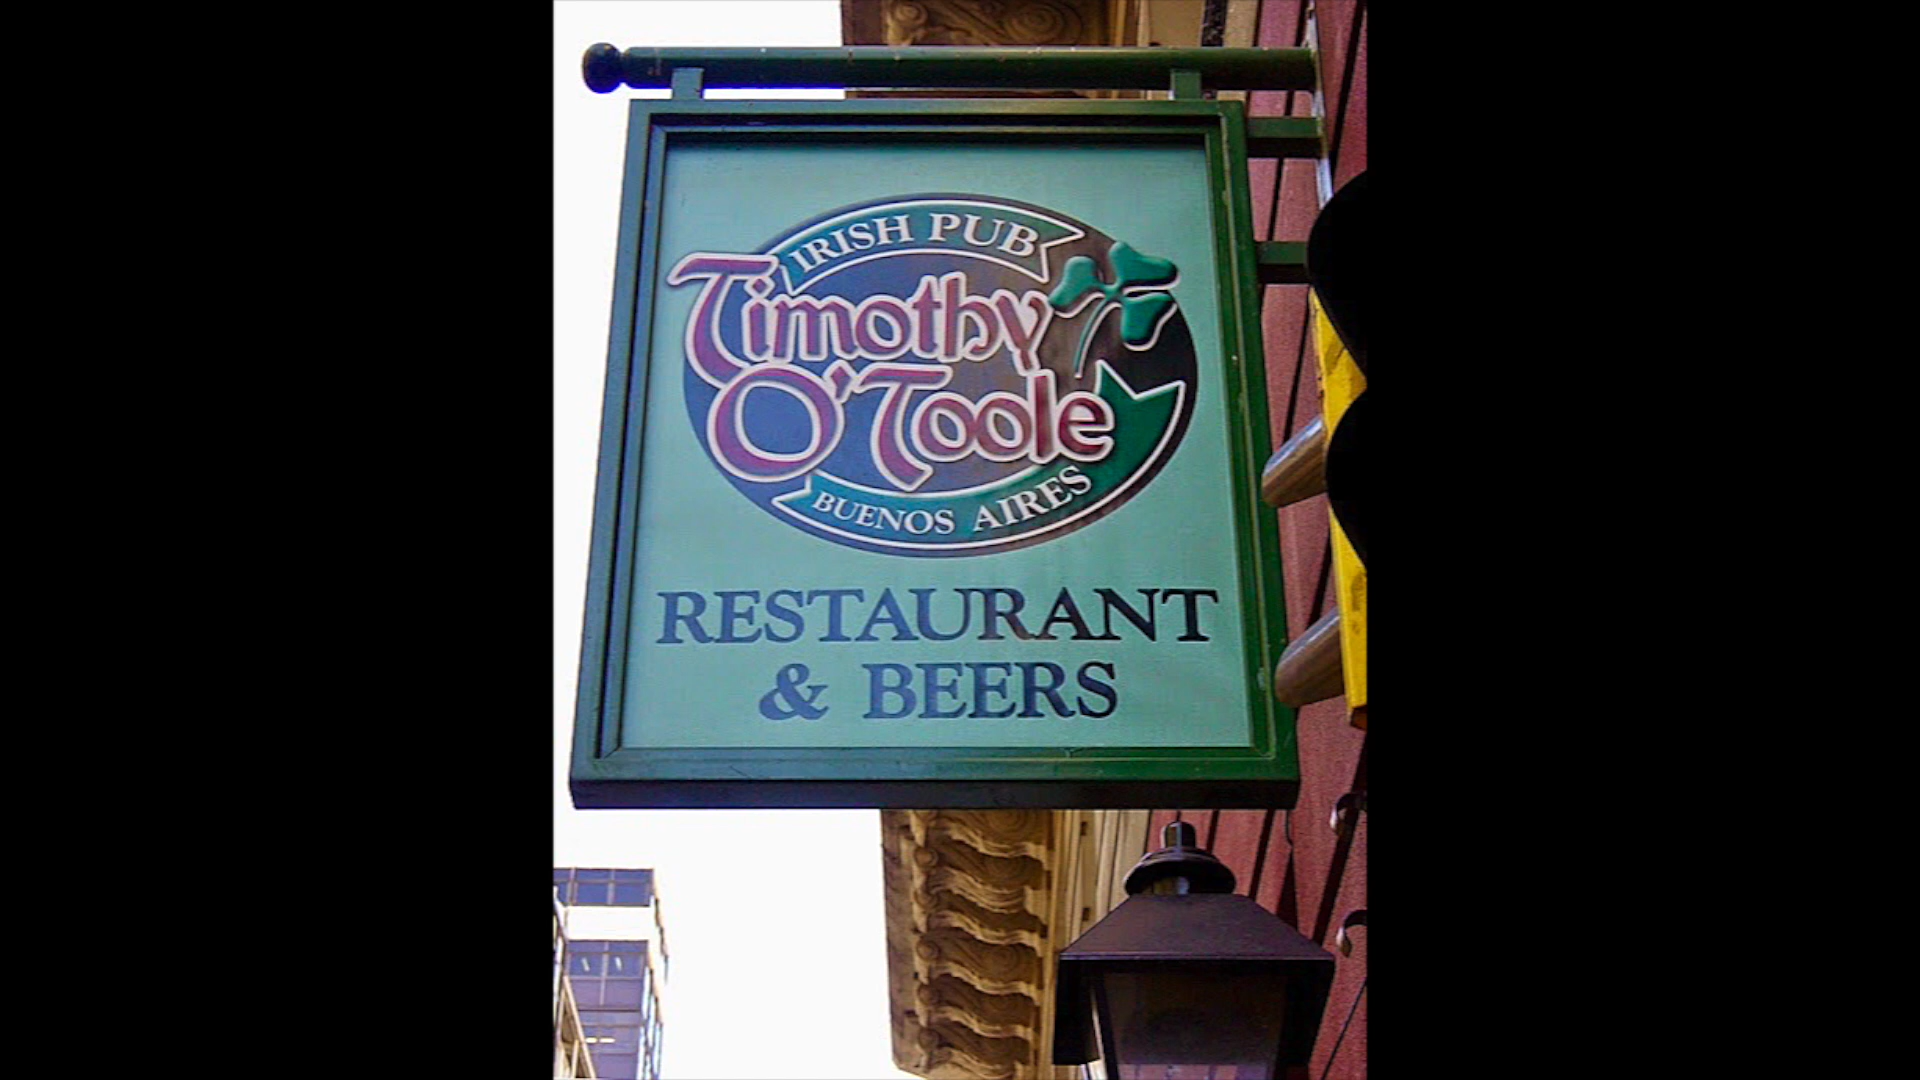 IRISH PUB
Timothy
O'Toole
BUENOS AIRES
RESTAURANT
& BEERS